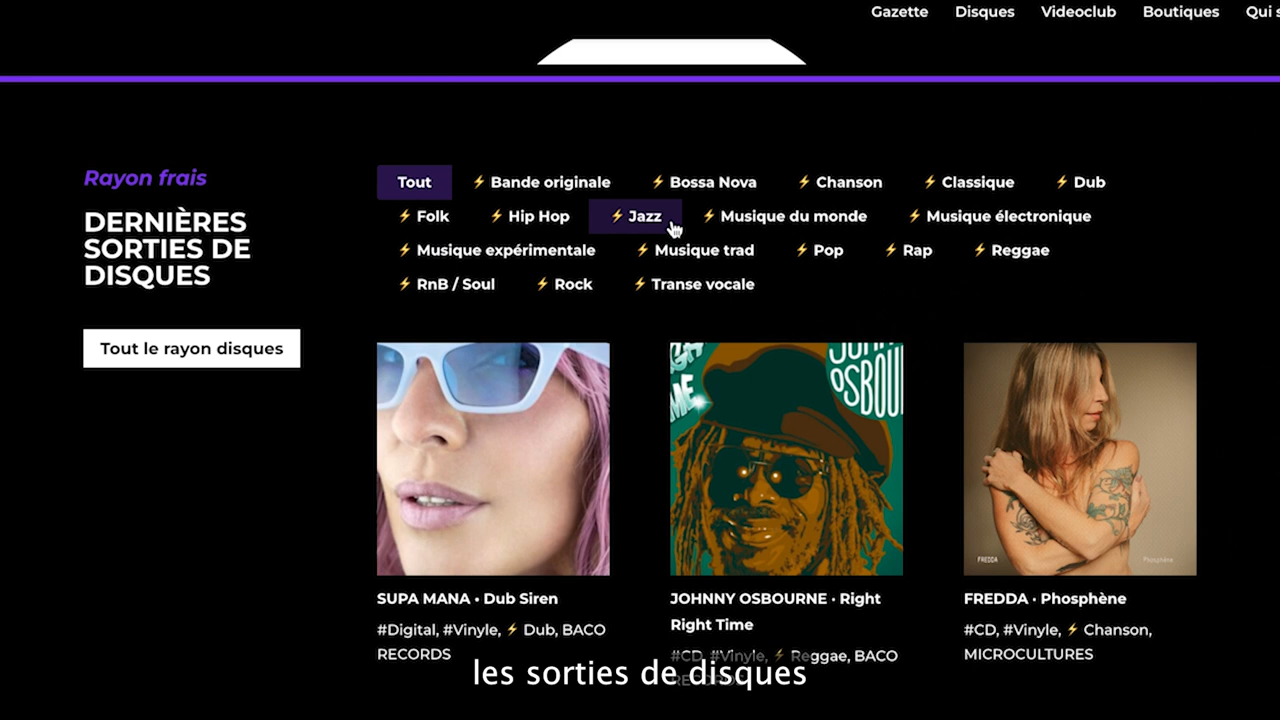 Gazette Disques Videoclub Boutiques Qui s
Rayon frais
DERNIÈRES
SORTIES DE
DISQUES
Tout le rayon disques
Tout ⚡ Bande originale ⚡ Bossa Nova ⚡ Chanson ⚡ Classique ⚡ Dub
⚡ Folk ⚡ Hip Hop ⚡ Jazz ⚡ Musique du monde ⚡ Musique électronique
⚡ Musique expérimentale ⚡ Musique trad ⚡ Pop ⚡ Rap ⚡ Reggae
⚡ RnB / Soul ⚡ Rock ⚡ Transe vocale
OSBOU
FREDDA
Phosphène
SUPA MANA • Dub Siren
#Digital, #Vinyle, ⚡ Dub, BACO
RECORDS
JOHNNY OSBOURNE · Right
Right Time
#CD, #Vinyle, ⚡ Reggae, BACO
FREDDA · Phosphène
#CD, #Vinyle, ⚡ Chanson,
MICROCULTURES
les sorties de disques